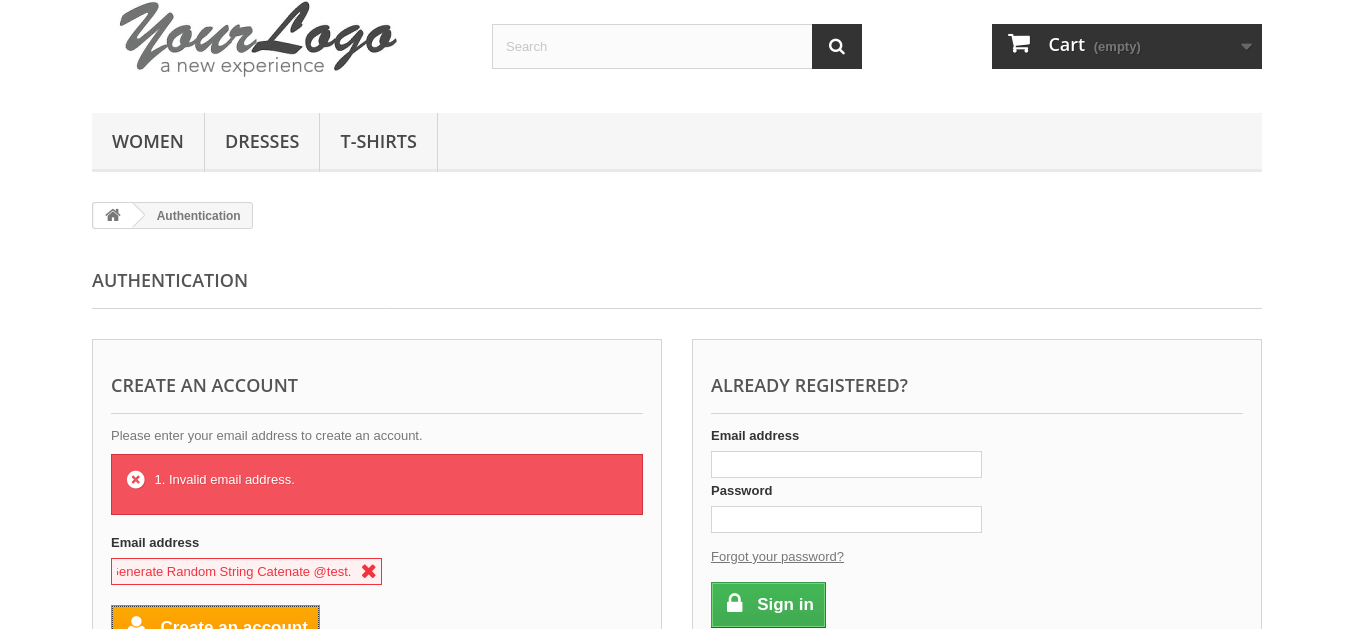 YourLogo
a new experience
Search
Cart (empty)
WOMEN DRESSES T-SHIRTS
Authentication
AUTHENTICATION
CREATE AN ACCOUNT
Please enter your email address to create an account.
1. Invalid email address.
Email address
Generate Random String Catenate @test.
Create an account
ALREADY REGISTERED?
Email address
Password
Forgot your password?
Sign in